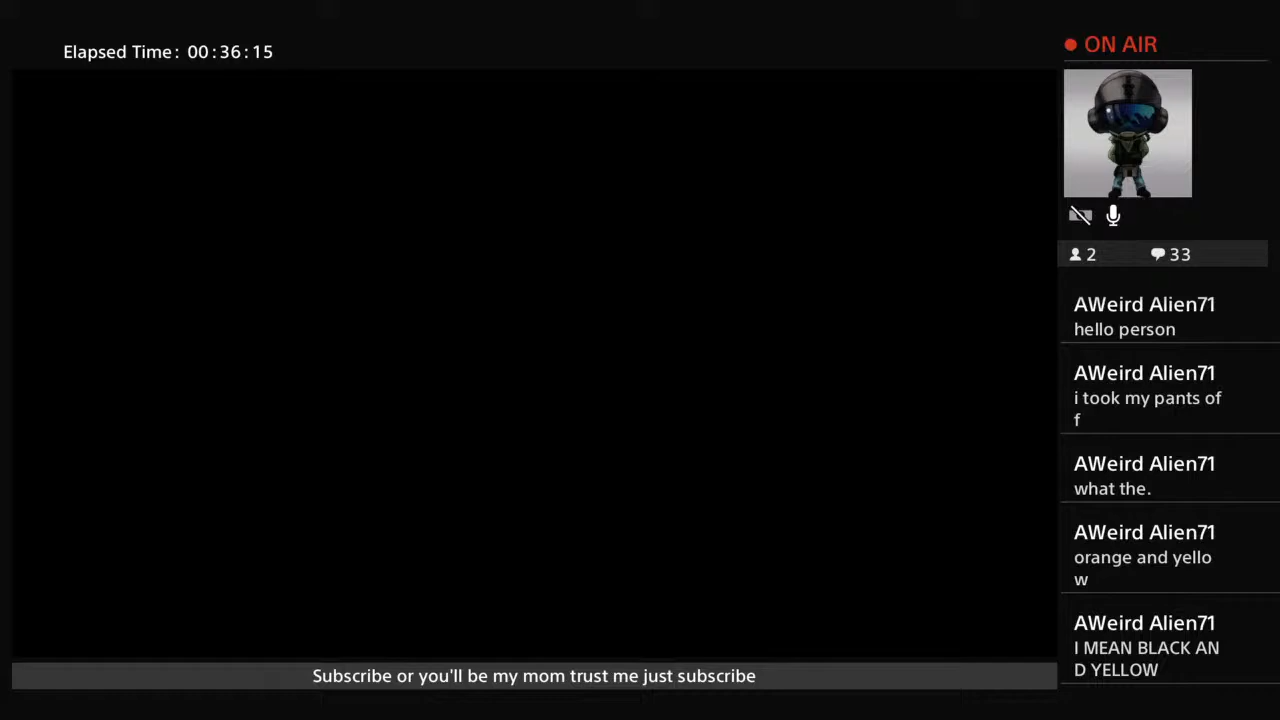 Elapsed Time: 00:36:15
ON AIR
2 33
AWeird Alien71
hello person
AWeird Alien71
i took my pants of
f
AWeird Alien71
what the.
AWeird Alien71
orange and yello
w
AWeird Alien71
I MEAN BLACK AN
D YELLOW
Subscribe or you'll be my mom trust me just subscribe